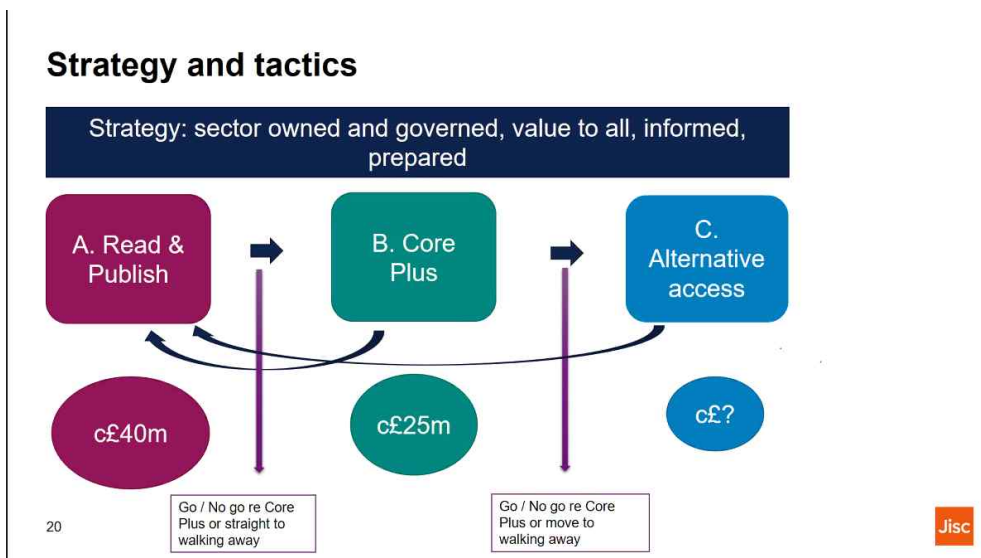 Strategy and tactics
Strategy: sector owned and governed, value to all, informed,
prepared
A. Read &
Publish
B. Core
Plus
C.
Alternative
access
c£40m
c£25m
c£?
Go / No go re Core
Plus or straight to
walking away
Go / No go re Core
Plus or move to
walking away
20
Jisc